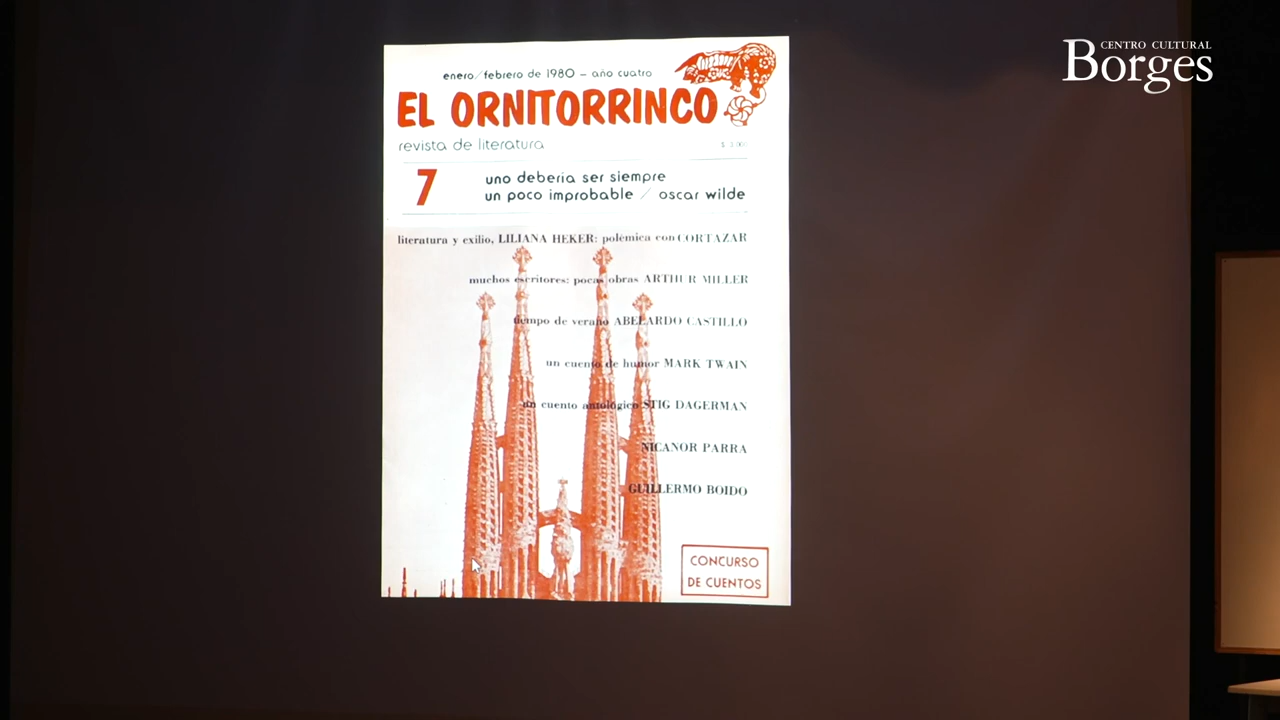 CENTRO CULTURAL
Borges
enero/febrero de 1980 – año cuatro
EL ORNITORRINCO
revista de literatura
7
uno deberia ser siempre
un poco improbable / oscar wilde
literatura y exilio, LILIANA HEKER: polémica con CORTAZAR
muchos escritores: pocas obras ARTHUR MILLER
tiempo de verano ABELARDO CASTILLO
un cuento de humor MARK TWAIN
un cuento antológico STIG DAGERMAN
NICANOR PARRA
GUILLERMO BOIDO
CONCURSO
DE CUENTOS